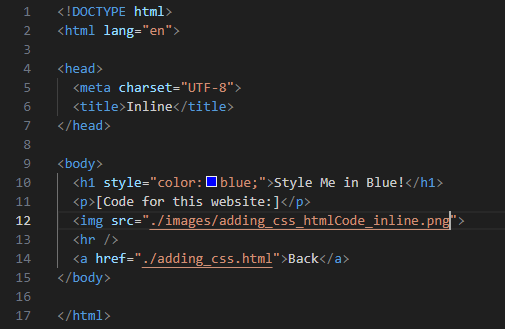 1 <!DOCTYPE html>
2 <html lang="en">
3
4 <head>
5 <meta charset="UTF-8">
6 <title>Inline</title>
7 </head>
8
9 <body>
10 <h1 style="color:blue;">Style Me in Blue!</h1>
11 <p>[Code for this website:]</p>
12 <img src="./images/adding_css_htmlCode_inline.png">
13 <hr />
14 <a href="./adding_css.html">Back</a>
15 </body>
16
17 </html>